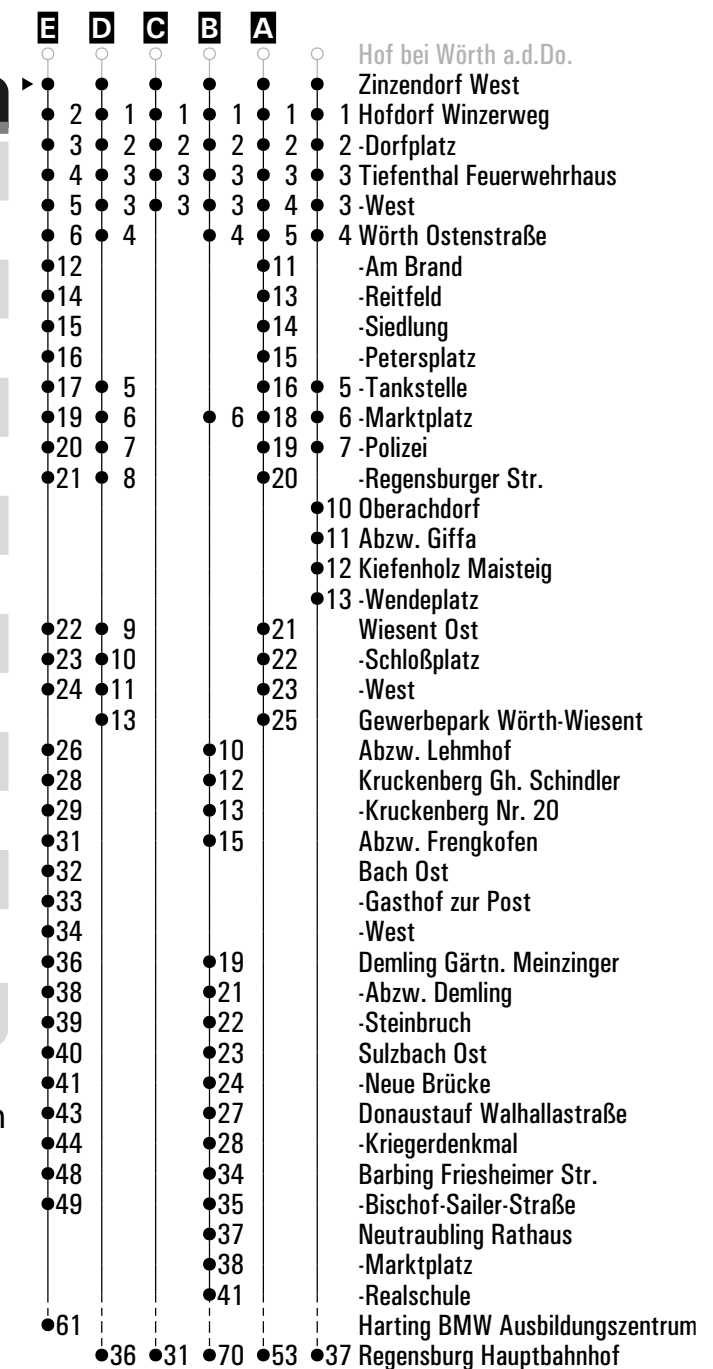 E D C B A
Hof bei Wörth a.d.Do.
Zinzendorf West
2 1 1 1 1 1 Hofdorf Winzerweg
3 2 2 2 2 2 -Dorfplatz
4 3 3 3 3 3 Tiefenthal Feuerwehrhaus
5 3 3 3 4 3 -West
6 4 4 5 4 Wörth Ostenstraße
12 11 -Am Brand
14 13 -Reitfeld
15 14 -Siedlung
16 15 -Petersplatz
17 5 16 5 -Tankstelle
19 6 6 18 6 -Marktplatz
20 7 19 7 -Polizei
21 8 20 -Regensburger Str.
10 Oberachdorf
11 Abzw. Giffa
12 Kiefenholz Maisteig
13 -Wendeplatz
22 9 21 Wiesent Ost
23 10 22 -Schloßplatz
24 11 23 -West
13 25 Gewerbepark Wörth-Wiesent
26 10 Abzw. Lehmhof
28 12 Kruckenberg Gh. Schindler
29 13 -Kruckenberg Nr. 20
31 15 Abzw. Frengkofen
32 Bach Ost
33 -Gasthof zur Post
34 -West
36 19 Demling Gärtn. Meinzinger
38 21 -Abzw. Demling
39 22 -Steinbruch
40 23 Sulzbach Ost
41 24 -Neue Brücke
43 27 Donaustauf Walhallastraße
44 28 -Kriegerdenkmal
48 34 Barbing Friesheimer Str.
49 35 -Bischof-Sailer-Straße
37 Neutraubling Rathaus
38 -Marktplatz
41 -Realschule
61 Harting BMW Ausbildungszentrum
36 31 70 53 37 Regensburg Hauptbahnhof